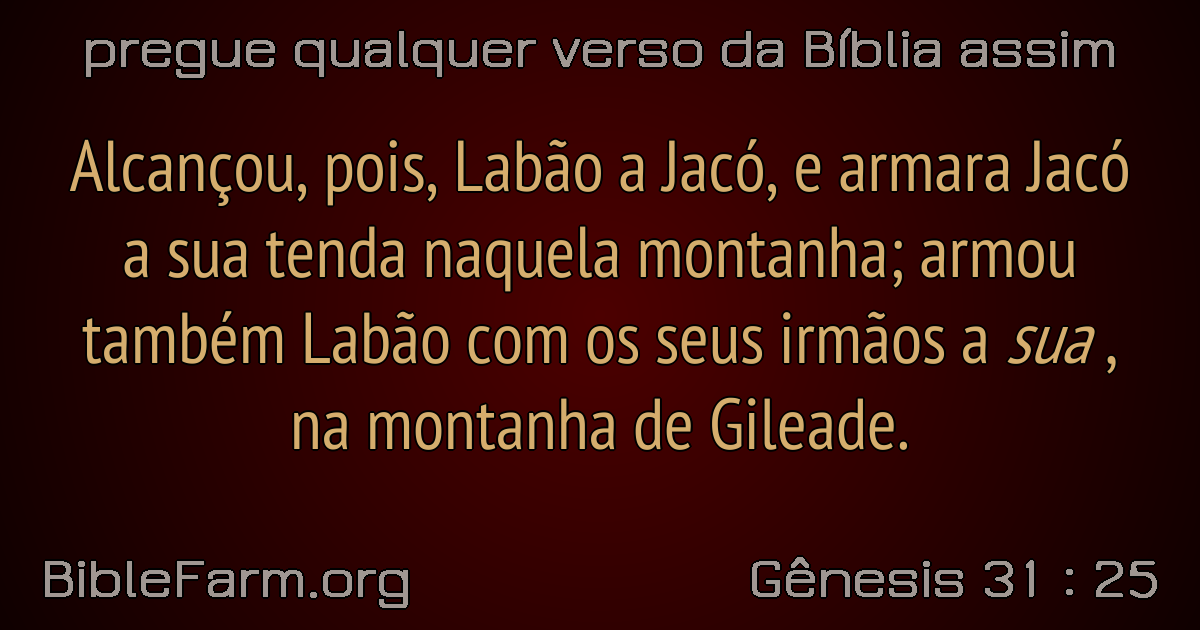 pregue qualquer verso da Bíblia assim
Alcançou, pois, Labão a Jacó, e armara Jacó
a sua tenda naquela montanha; armou
também Labão com os seus irmãos a sua ,
na montanha de Gileade.
BibleFarm.org
Gênesis 31 : 25